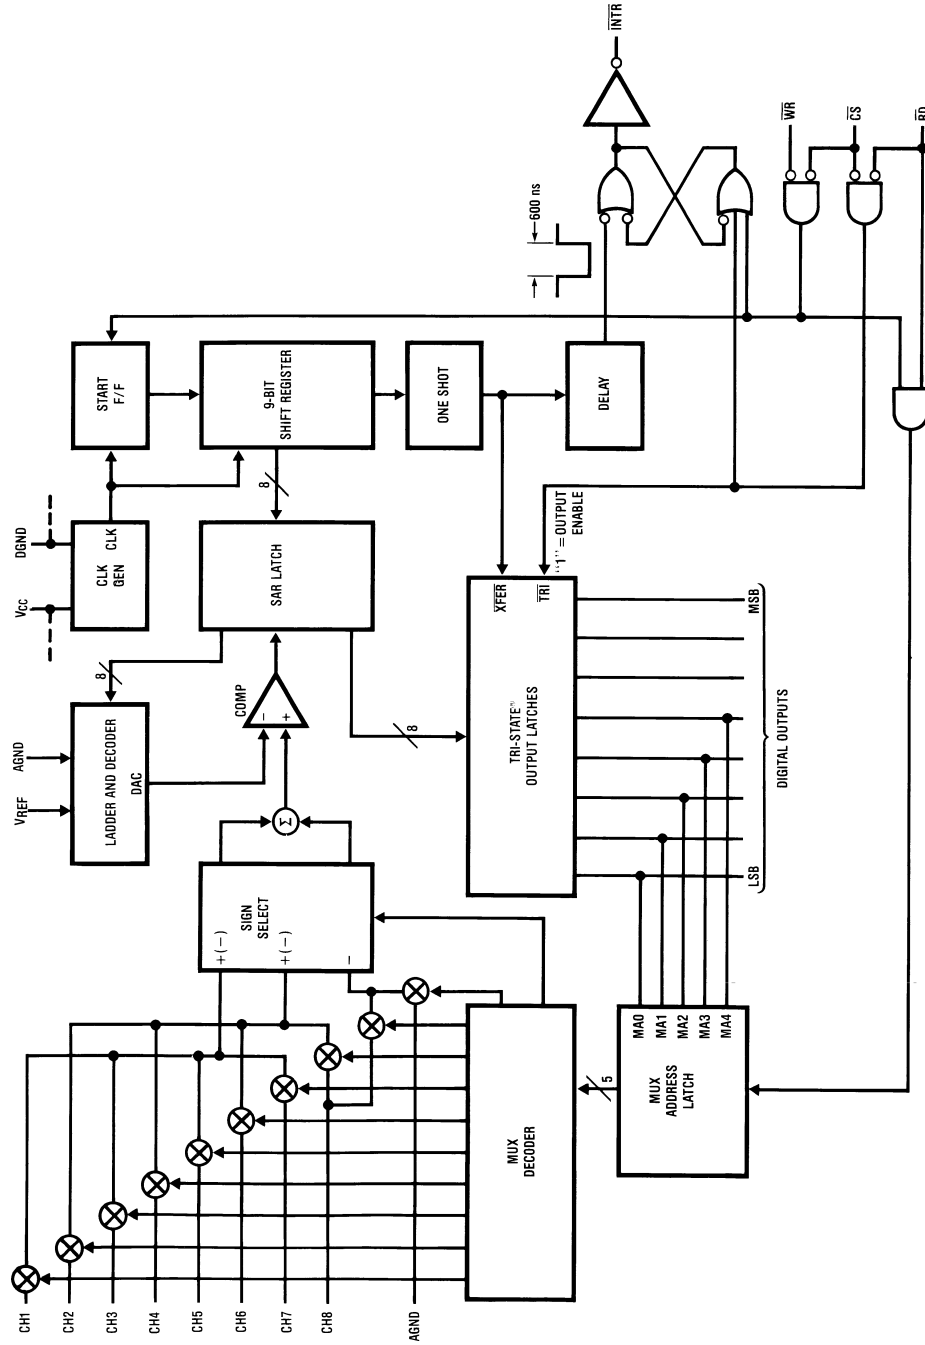 INTR
WR
CS
RD
600 ns
START
F/F
9-BIT
SHIFT REGISTER
ONE SHOT
DELAY
8
DGND
VCC
CLK
GEN
CLK
SAR LATCH
"1" = OUTPUT
ENABLE
8
AGND
VREF
LADDER AND DECODER
DAC
COMP
−
+
8
XFER
TRI
TRI-STATE
OUTPUT LATCHES
MSB
DIGITAL OUTPUTS
LSB
Σ
SIGN
SELECT
+(−)
+(−)
−
MA0
MA1
MA2
MA3
MA4
MUX
ADDRESS
LATCH
5
MUX
DECODER
CH1
CH2
CH3
CH4
CH5
CH6
CH7
CH8
AGND